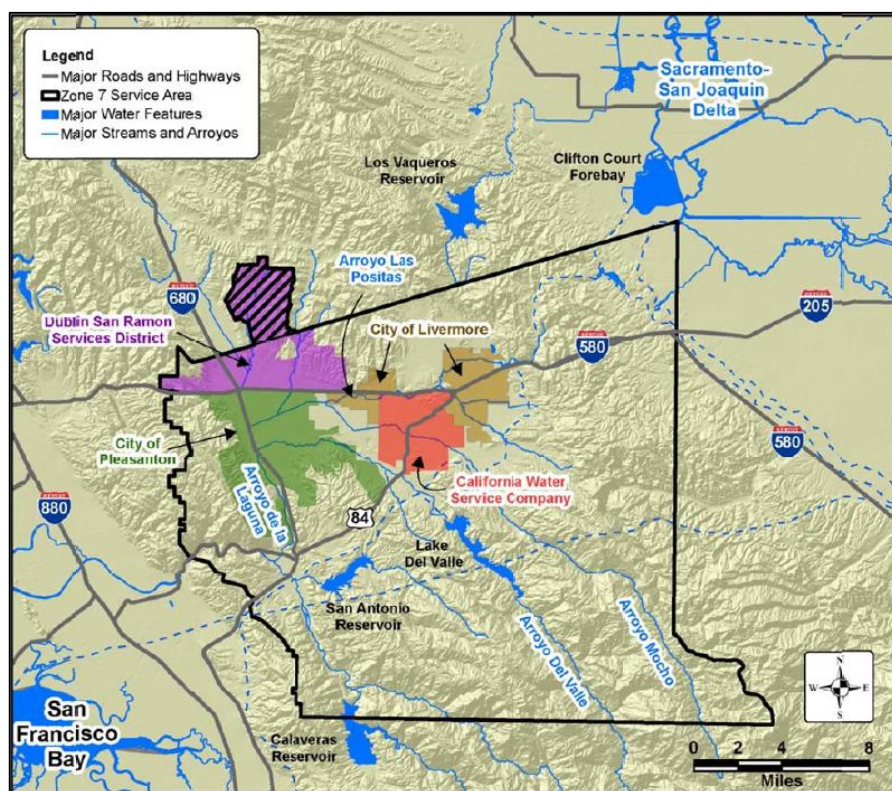 Legend
Major Roads and Highways
Zone 7 Service Area
Major Water Features
Major Streams and Arroyos
Sacramento-
San Joaquin
Delta
Los Vaqueros
Reservoir
Clifton Court
Forebay
680
Arroyo Las
Positas
205
Dublin San Ramon
Services District
City of Livermore
580
City of
Pleasanton
580
California Water
Service Company
880
Arroyo de la
Laguna
84
Lake
Del Valle
San Antonio
Reservoir
Arroyo Del Valle
Arroyo Mocho
N
W E
S
San
Francisco
Bay
Calaveras
Reservoir
0 2 4 8
Miles